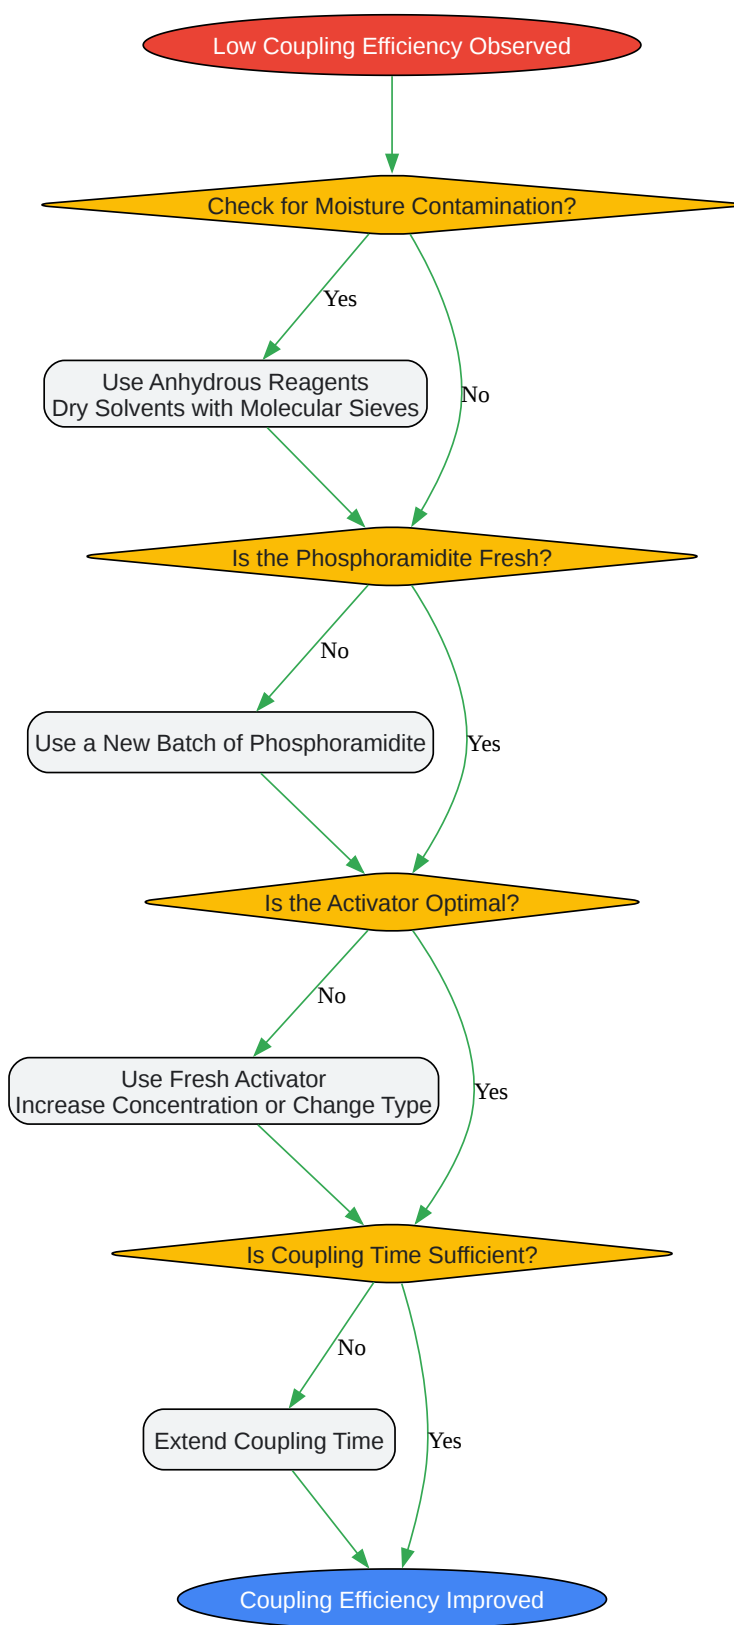 Low Coupling Efficiency Observed
Check for Moisture Contamination?
Yes
Use Anhydrous Reagents
Dry Solvents with Molecular Sieves
No
Is the Phosphoramidite Fresh?
No
Use a New Batch of Phosphoramidite
Yes
Is the Activator Optimal?
No
Use Fresh Activator
Increase Concentration or Change Type
Yes
Is Coupling Time Sufficient?
No
Extend Coupling Time
Yes
Coupling Efficiency Improved